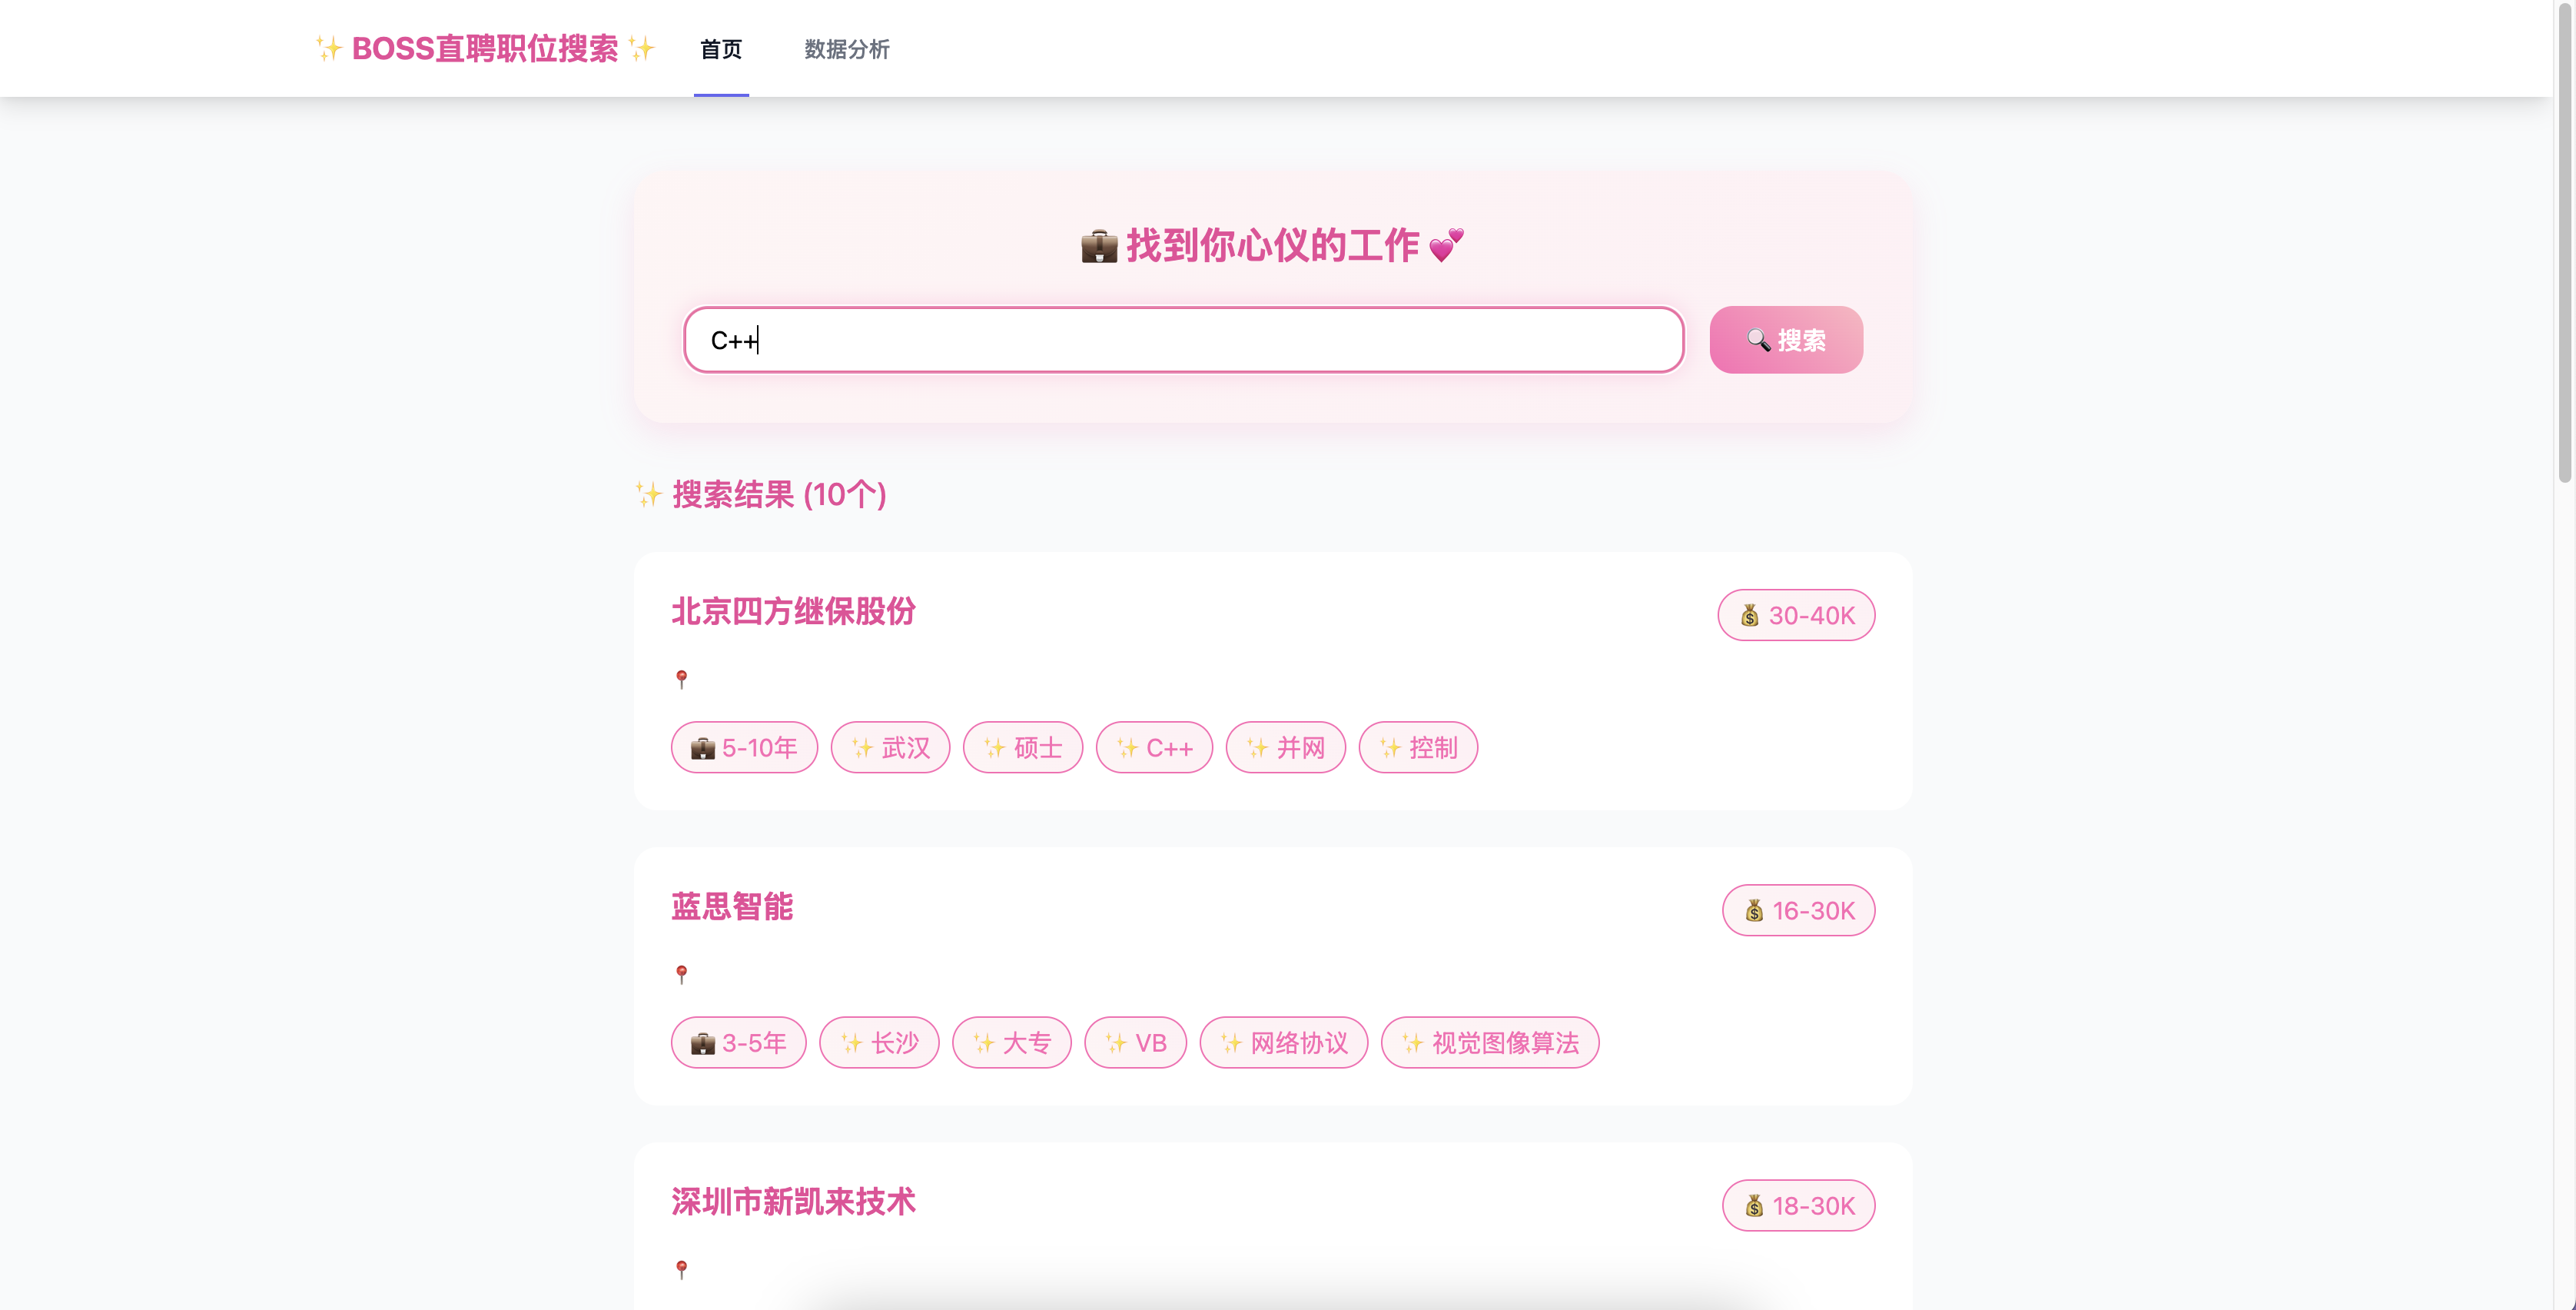 ✨ BOSS直聘职位搜索 ✨ 首页 数据分析
💼 找到你心仪的工作 💕
C++ 🔍 搜索
✨ 搜索结果 (10个)
北京四方继保股份 💰 30-40K
📍
💼 5-10年 ✨ 武汉 ✨ 硕士 ✨ C++ ✨ 并网 ✨ 控制
蓝思智能 💰 16-30K
📍
💼 3-5年 ✨ 长沙 ✨ 大专 ✨ VB ✨ 网络协议 ✨ 视觉图像算法
深圳市新凯来技术 💰 18-30K
📍